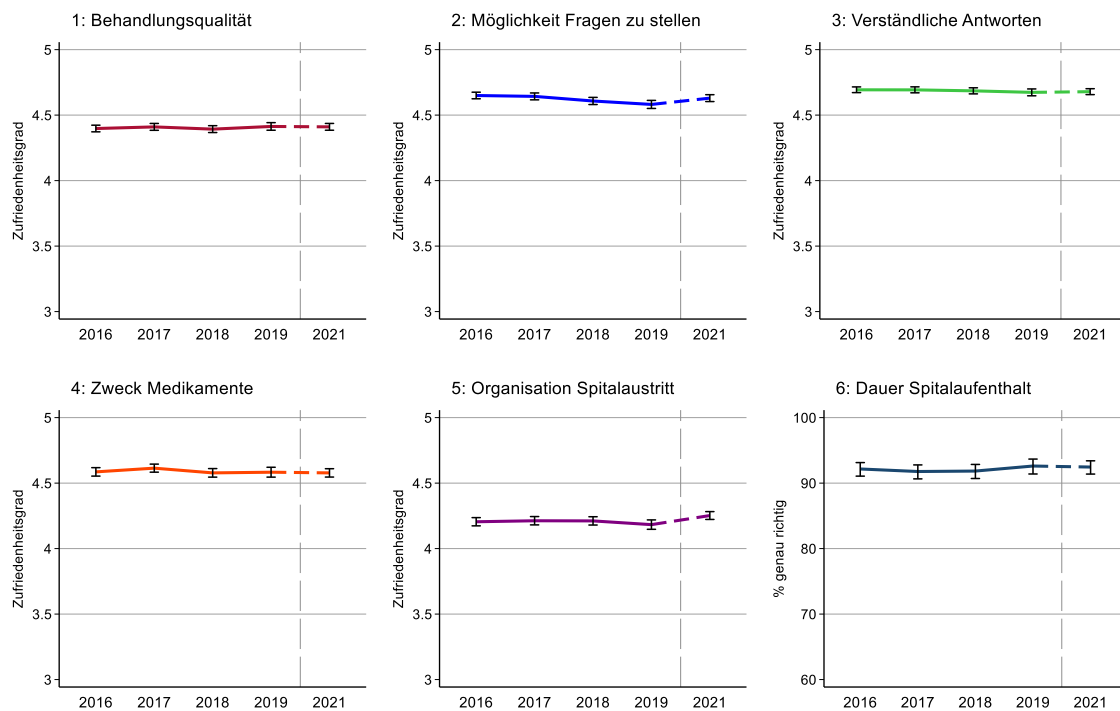 1: Behandlungsqualität
2: Möglichkeit Fragen zu stellen
3: Verständliche Antworten
5
4.5
4
3.5
3
Zufriedenheitsgrad
2016 2017 2018 2019 2021
5
4.5
4
3.5
3
Zufriedenheitsgrad
2016 2017 2018 2019 2021
5
4.5
4
3.5
3
Zufriedenheitsgrad
2016 2017 2018 2019 2021
4: Zweck Medikamente
5: Organisation Spitalaustritt
6: Dauer Spitalaufenthalt
5
4.5
4
3.5
3
Zufriedenheitsgrad
2016 2017 2018 2019 2021
5
4.5
4
3.5
3
Zufriedenheitsgrad
2016 2017 2018 2019 2021
100
90
80
70
60
% genau richtig
2016 2017 2018 2019 2021